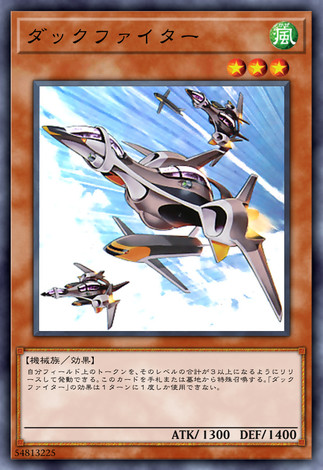 ダックファイター
風
【機械族／効果】
自分フィールド上のトークンを、そのレベルの合計が３以上になるようにリリ
ースして発動できる。このカードを手札または墓地から特殊召喚する。「ダック
ファイター」の効果は１ターンに１度しか使用できない。
ATK/ 1300 DEF/1400
54813225